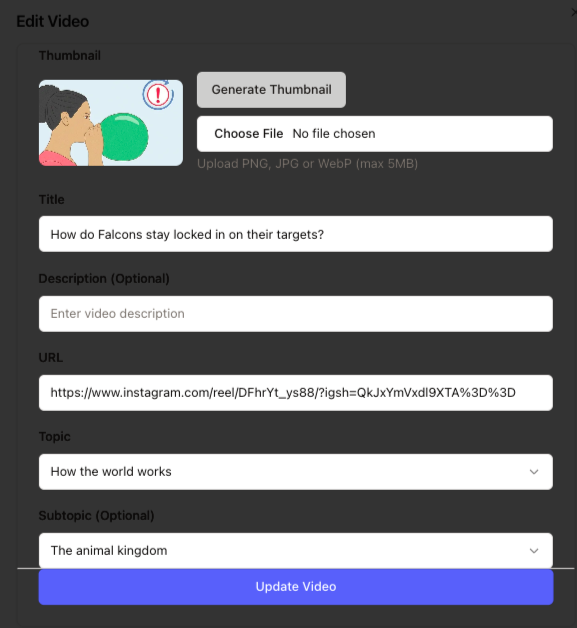 Edit Video
Thumbnail
Generate Thumbnail
Choose File No file chosen
Upload PNG, JPG or WebP (max 5MB)
Title
How do Falcons stay locked in on their targets?
Description (Optional)
Enter video description
URL
https://www.instagram.com/reel/DFhrYt_ys88/?igsh=QkJxYmVxdl9XTA%3D%3D
Topic
How the world works
Subtopic (Optional)
The animal kingdom
Update Video